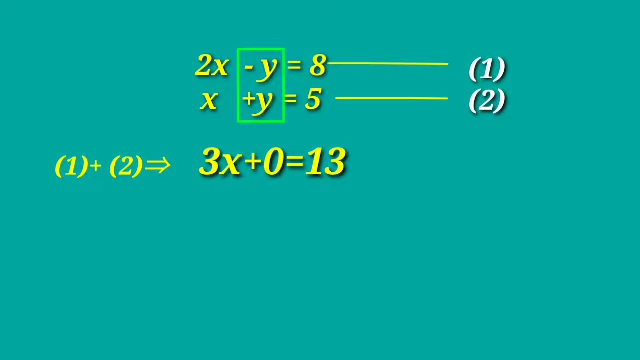 2x - y = 8 (1)
x +y = 5 (2)
(1)+ (2)⇒ 3x+0=13